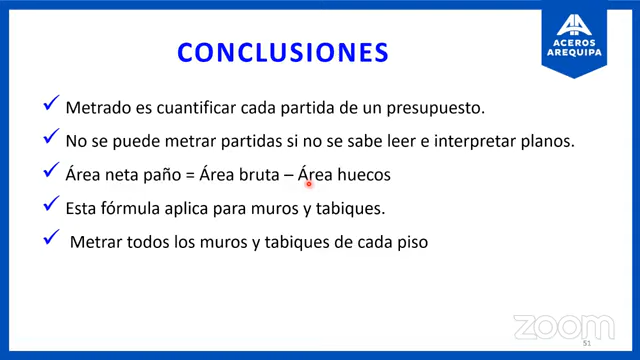 ACEROS
AREQUIPA
CONCLUSIONES
Metrado es cuantificar cada partida de un presupuesto.
No se puede metrar partidas si no se sabe leer e interpretar planos.
Área neta paño = Área bruta – Área huecos
Esta fórmula aplica para muros y tabiques.
Metrar todos los muros y tabiques de cada piso
zoom
51